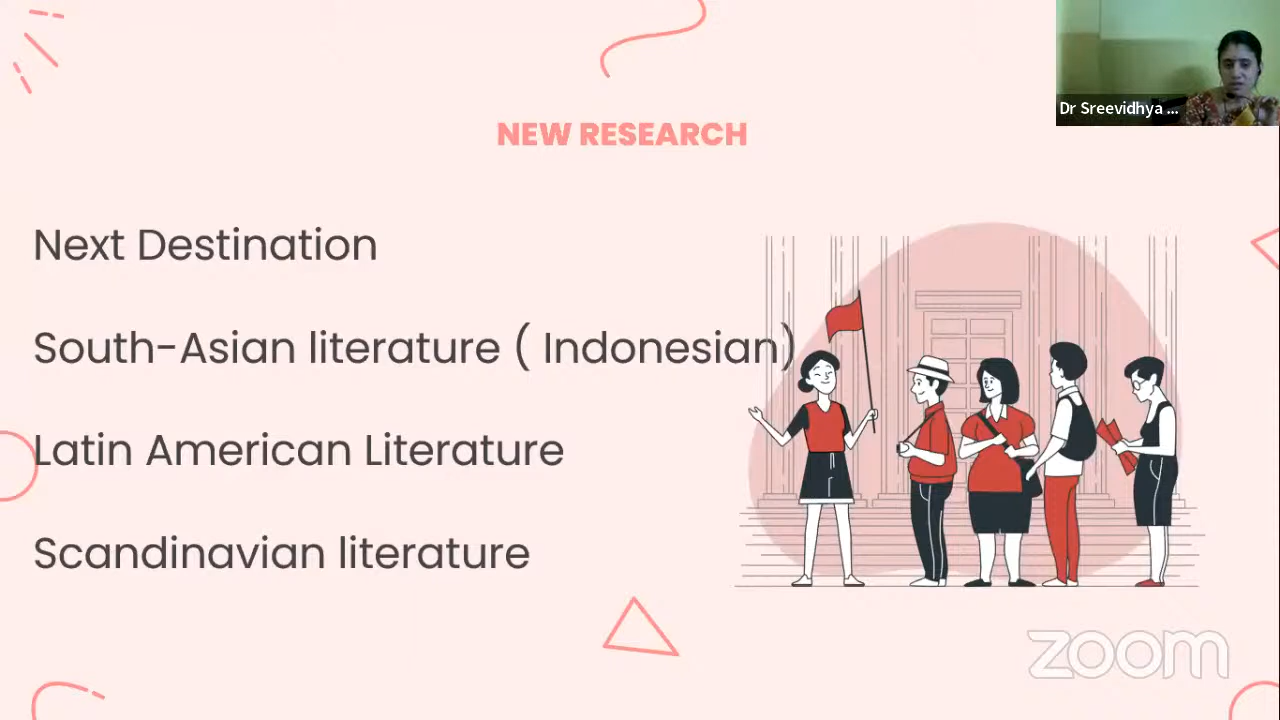 Dr Sreevidhya ...
NEW RESEARCH
Next Destination
South-Asian literature ( Indonesian)
Latin American Literature
Scandinavian literature
zoom